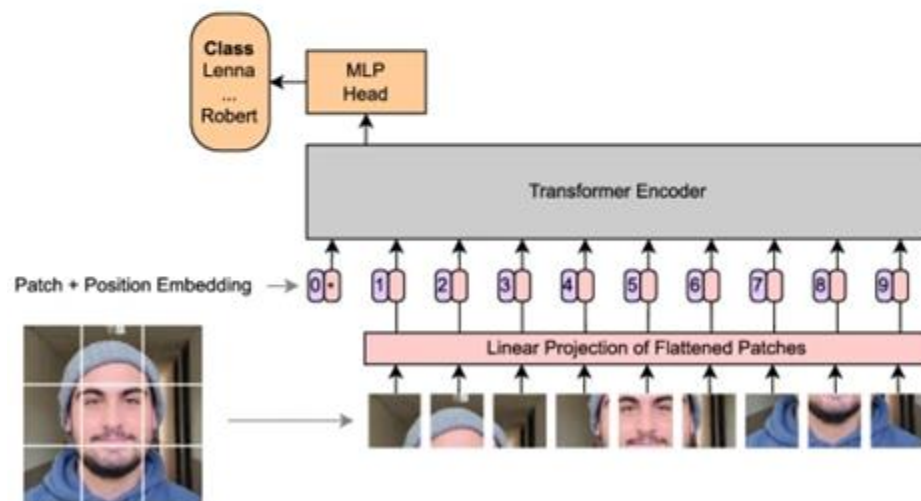 Class
Lenna
...
Robert
MLP
Head
Transformer Encoder
Patch + Position Embedding
0 * 1 2 3 4 5 6 7 8 9
Linear Projection of Flattened Patches